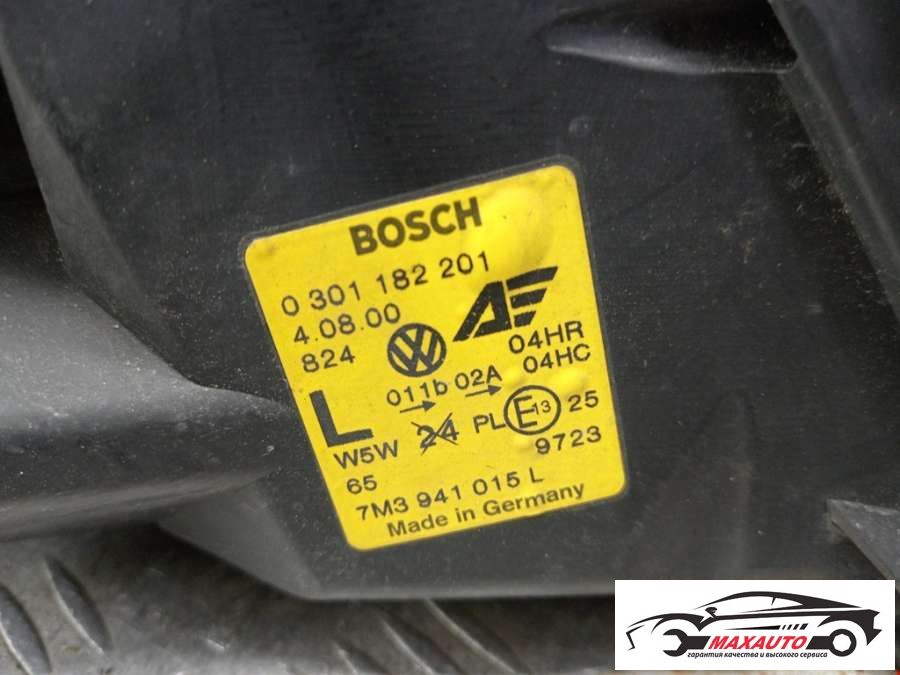 BOSCH
0 301 182 201
4.08.00
824
AE
04HR
04HC
L
011b 02A
W5W 24 PL E13 25
65
9723
7M3 941 015 L
Made in Germany
MAXAUTO
гарантия качества и высокого сервиса